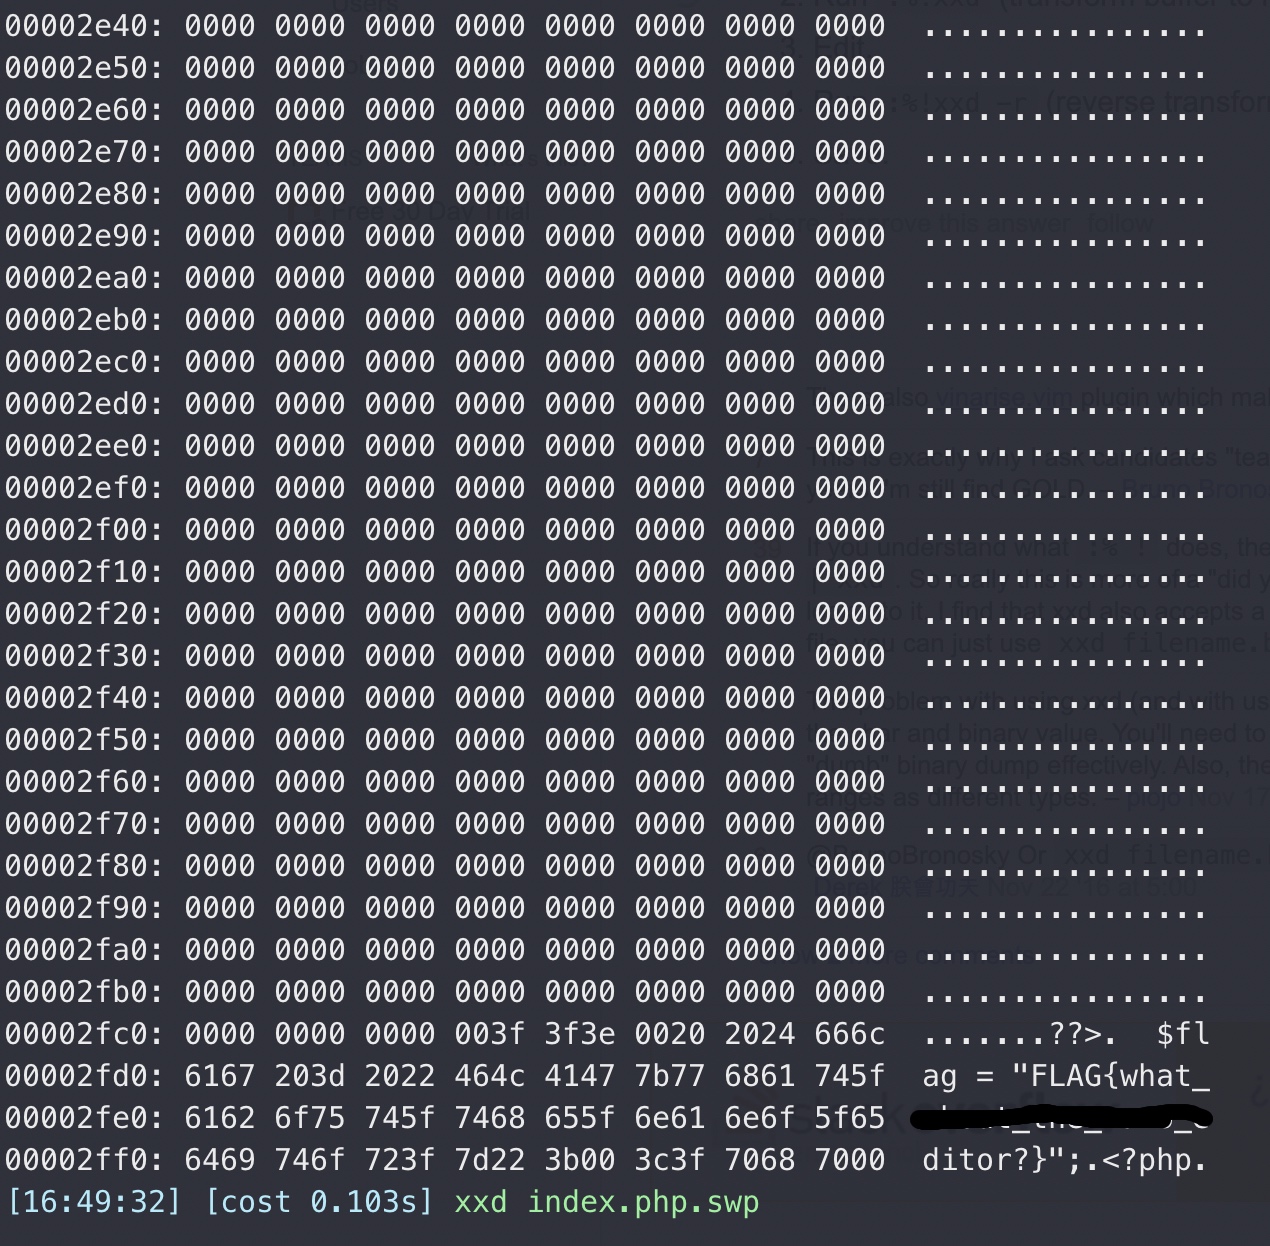 00002e40: 0000 0000 0000 0000 0000 0000 0000 0000  ................
00002e50: 0000 0000 0000 0000 0000 0000 0000 0000  ................
00002e60: 0000 0000 0000 0000 0000 0000 0000 0000  ................
00002e70: 0000 0000 0000 0000 0000 0000 0000 0000  ................
00002e80: 0000 0000 0000 0000 0000 0000 0000 0000  ................
00002e90: 0000 0000 0000 0000 0000 0000 0000 0000  ................
00002ea0: 0000 0000 0000 0000 0000 0000 0000 0000  ................
00002eb0: 0000 0000 0000 0000 0000 0000 0000 0000  ................
00002ec0: 0000 0000 0000 0000 0000 0000 0000 0000  ................
00002ed0: 0000 0000 0000 0000 0000 0000 0000 0000  ................
00002ee0: 0000 0000 0000 0000 0000 0000 0000 0000  ................
00002ef0: 0000 0000 0000 0000 0000 0000 0000 0000  ................
00002f00: 0000 0000 0000 0000 0000 0000 0000 0000  ................
00002f10: 0000 0000 0000 0000 0000 0000 0000 0000  ................
00002f20: 0000 0000 0000 0000 0000 0000 0000 0000  ................
00002f30: 0000 0000 0000 0000 0000 0000 0000 0000  ................
00002f40: 0000 0000 0000 0000 0000 0000 0000 0000  ................
00002f50: 0000 0000 0000 0000 0000 0000 0000 0000  ................
00002f60: 0000 0000 0000 0000 0000 0000 0000 0000  ................
00002f70: 0000 0000 0000 0000 0000 0000 0000 0000  ................
00002f80: 0000 0000 0000 0000 0000 0000 0000 0000  ................
00002f90: 0000 0000 0000 0000 0000 0000 0000 0000  ................
00002fa0: 0000 0000 0000 0000 0000 0000 0000 0000  ................
00002fb0: 0000 0000 0000 0000 0000 0000 0000 0000  ................
00002fc0: 0000 0000 0000 003f 3f3e 0020 2024 666c  .......??>.  $fl
00002fd0: 6167 203d 2022 464c 4147 7b77 6861 745f  ag = "FLAG{what_
00002fe0: 6162 6f75 745f 7468 655f 6e61 6e6f 5f65
00002ff0: 6469 746f 723f 7d22 3b00 3c3f 7068 7000  ditor?}";.<?php.
[16:49:32] [cost 0.103s] xxd index.php.swp